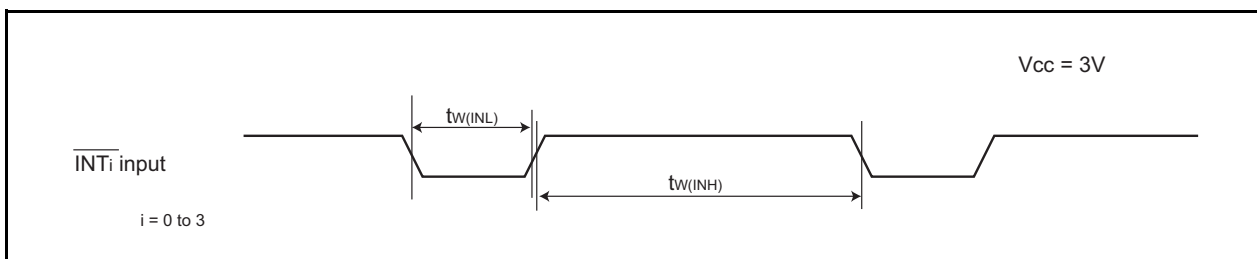 Vcc = 3V
tW(INL)
INTi input
tW(INH)
i = 0 to 3